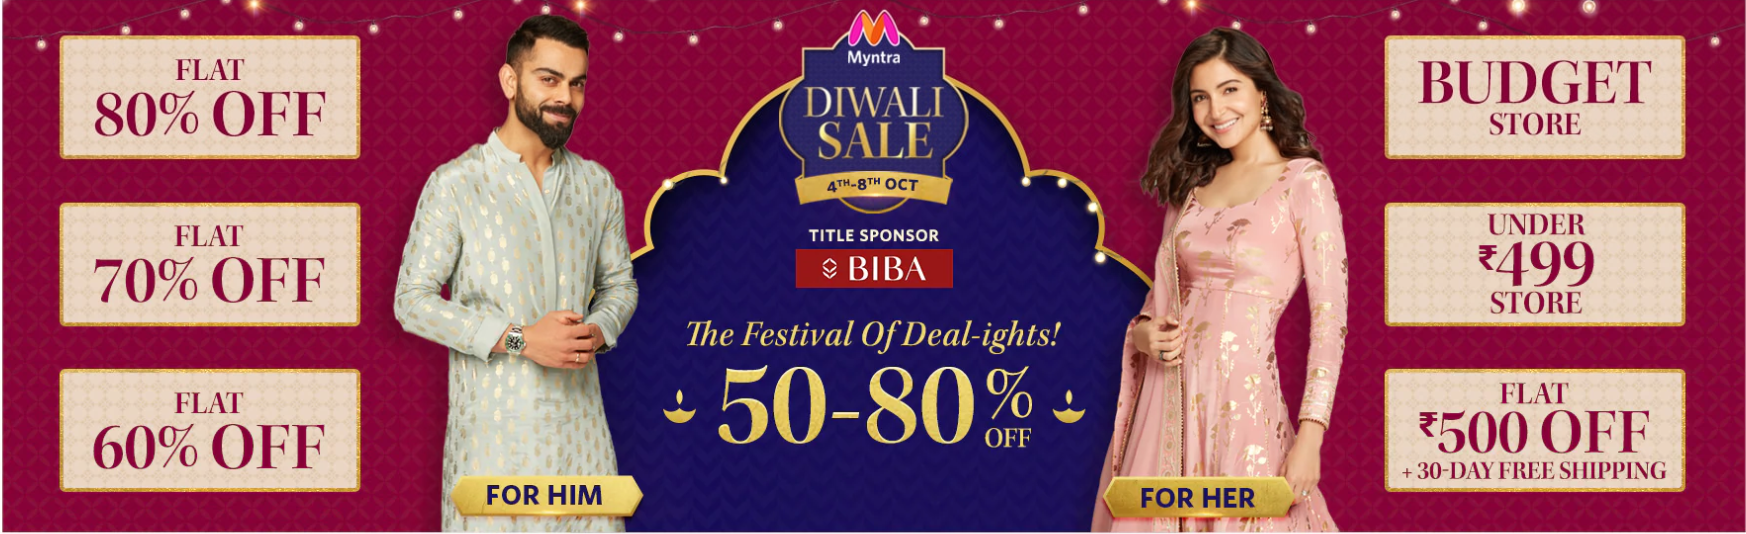 FLAT
80% OFF
FLAT
70% OFF
FLAT
60% OFF
FOR HIM
Myntra
DIWALI
SALE
4TH-8TH OCT
TITLE SPONSOR
BIBA
The Festival Of Deal-ights!
50-80%
OFF
FOR HER
BUDGET
STORE
UNDER
₹499
STORE
FLAT
₹500 OFF
+ 30-DAY FREE SHIPPING